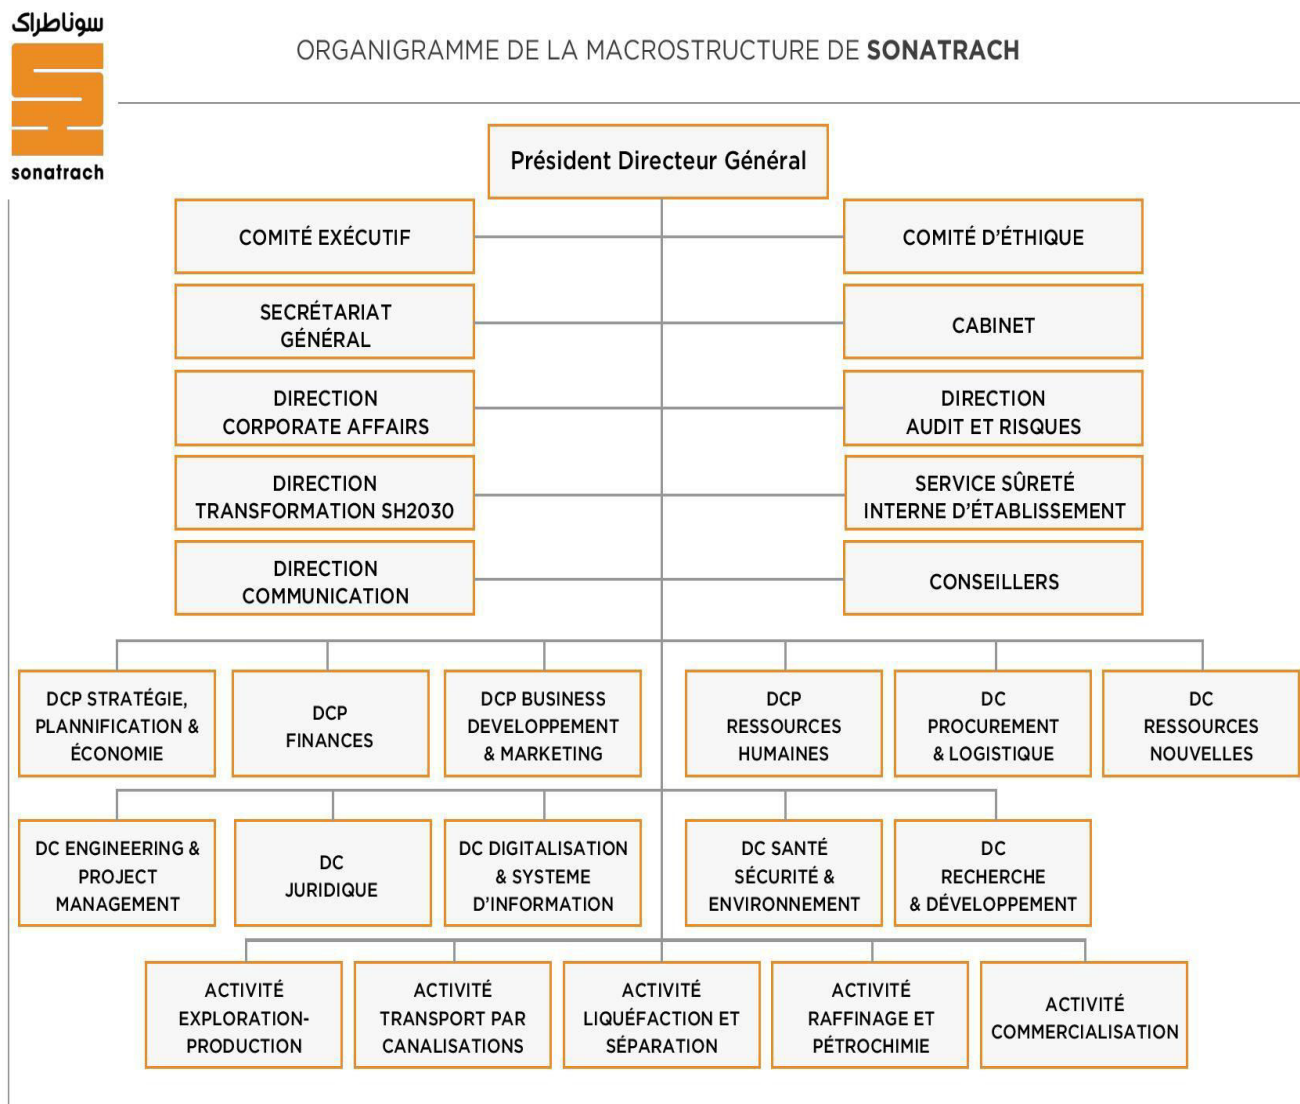 سوناطراك
sonatrach
ORGANIGRAMME DE LA MACROSTRUCTURE DE SONATRACH
Président Directeur Général
COMITÉ EXÉCUTIF
COMITÉ D'ÉTHIQUE
SECRÉTARIAT
GÉNÉRAL
CABINET
DIRECTION
CORPORATE AFFAIRS
DIRECTION
AUDIT ET RISQUES
DIRECTION
TRANSFORMATION SH2030
SERVICE SÛRETÉ
INTERNE D'ÉTABLISSEMENT
DIRECTION
COMMUNICATION
CONSEILLERS
DCP STRATÉGIE,
PLANNIFICATION &
ÉCONOMIE
DCP
FINANCES
DCP BUSINESS
DEVELOPPEMENT
& MARKETING
DCP
RESSOURCES
HUMAINES
DC
PROCUREMENT
& LOGISTIQUE
DC
RESSOURCES
NOUVELLES
DC ENGINEERING &
PROJECT
MANAGEMENT
DC
JURIDIQUE
DC DIGITALISATION
& SYSTEME
D'INFORMATION
DC SANTÉ
SÉCURITÉ &
ENVIRONNEMENT
DC
RECHERCHE
& DÉVELOPPEMENT
ACTIVITÉ
EXPLORATION-
PRODUCTION
ACTIVITÉ
TRANSPORT PAR
CANALISATIONS
ACTIVITÉ
LIQUÉFACTION ET
SÉPARATION
ACTIVITÉ
RAFFINAGE ET
PÉTROCHIMIE
ACTIVITÉ
COMMERCIALISATION